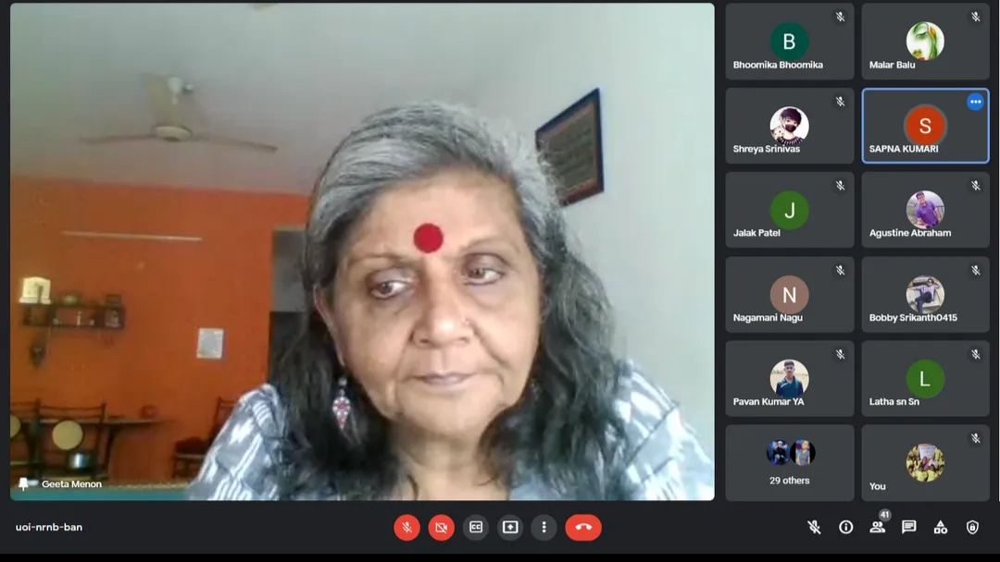 B
Bhoomika Bhoomika
Malar Balu
Shreya Srinivas
S
SAPNA KUMARI
J
Jalak Patel
Agustine Abraham
N
Nagamani Nagu
Bobby Srikanth0415
Pavan Kumar YA
L
Latha sn Sn
29 others
You
Geeta Menon
uoi-nrnb-ban
CC
41